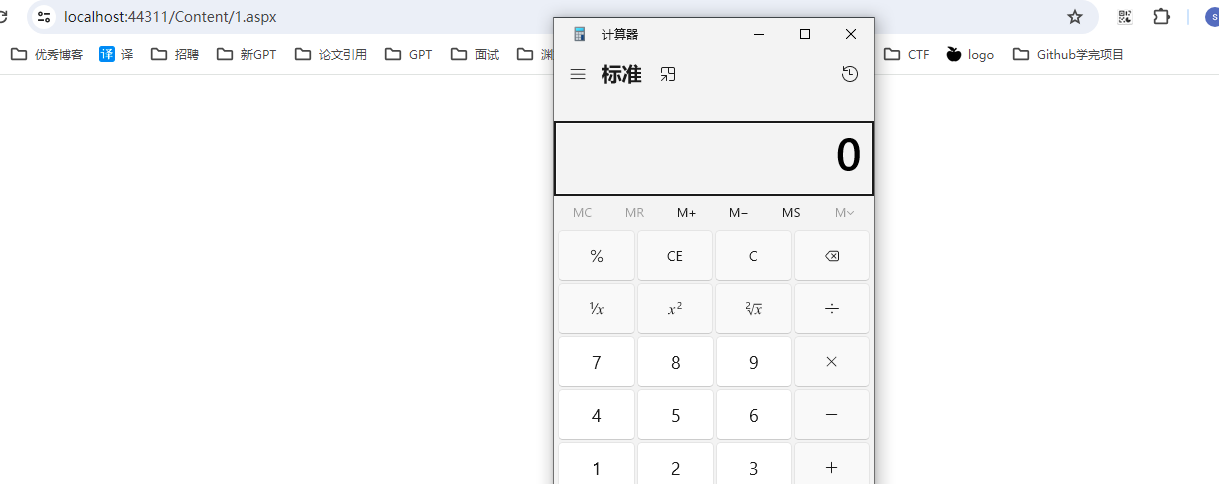 localhost:44311/Content/1.aspx
优秀博客 译 译 招聘 新GPT 论文引用 GPT 面试 渊 CTF logo Github学完项目
计算器
标准
0
MC MR M+ M− MS M
% CE C
¹/x x² ²√x ÷
7 8 9 ×
4 5 6 −
1 2 3 +